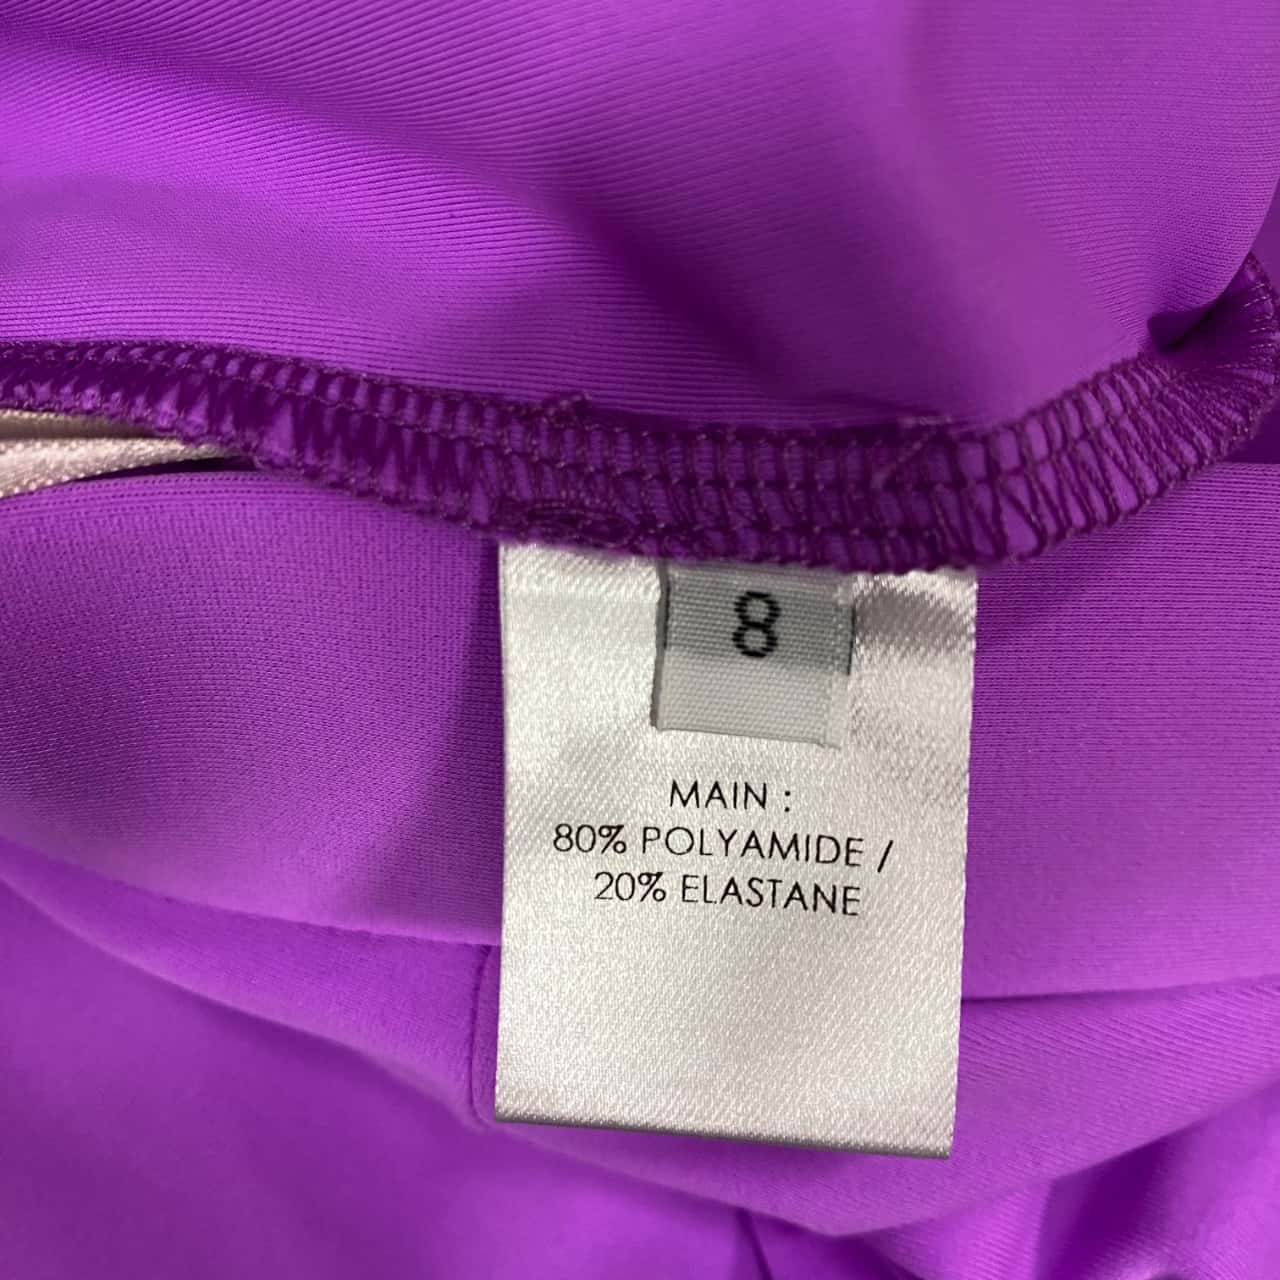 8
MAIN :
80% POLYAMIDE /
20% ELASTANE